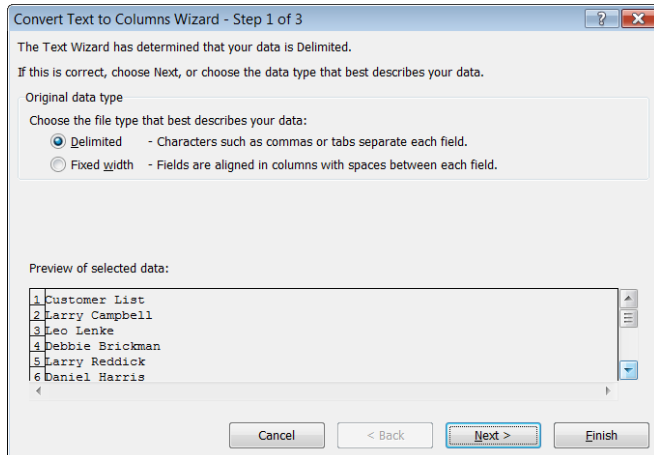 Convert Text to Columns Wizard - Step 1 of 3
The Text Wizard has determined that your data is Delimited.
If this is correct, choose Next, or choose the data type that best describes your data.
Original data type
Choose the file type that best describes your data:
Delimited - Characters such as commas or tabs separate each field.
Fixed width - Fields are aligned in columns with spaces between each field.
Preview of selected data:
1 Customer List
2 Larry Campbell
3 Leo Lenke
4 Debbie Brickman
5 Larry Reddick
6 Daniel Harris
Cancel < Back Next > Finish